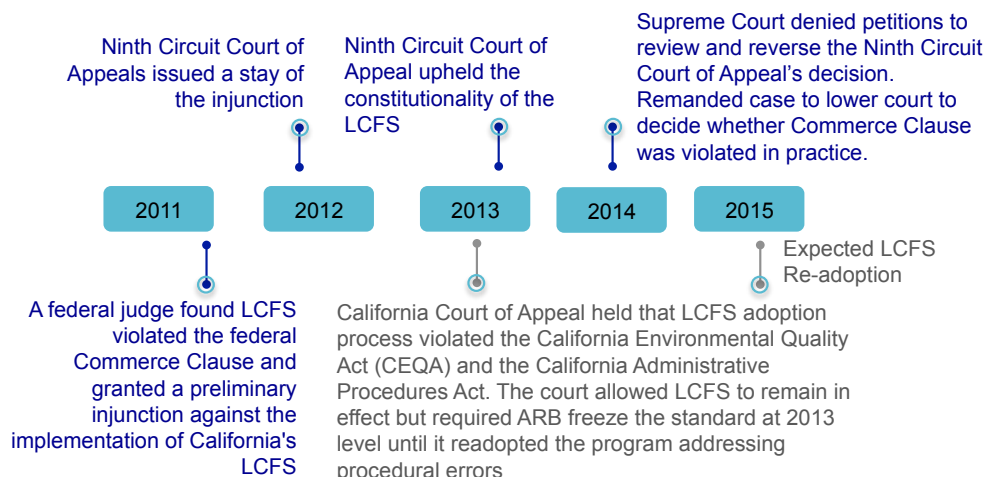 Ninth Circuit Court of
Appeals issued a stay of
the injunction
Ninth Circuit Court of
Appeal upheld the
constitutionality of the
LCFS
Supreme Court denied petitions to
review and reverse the Ninth Circuit
Court of Appeal's decision.
Remanded case to lower court to
decide whether Commerce Clause
was violated in practice.
2011
2012
2013
2014
2015
A federal judge found LCFS
violated the federal
Commerce Clause and
granted a preliminary
injunction against the
implementation of California's
LCFS
California Court of Appeal held that LCFS adoption
process violated the California Environmental Quality
Act (CEQA) and the California Administrative
Procedures Act. The court allowed LCFS to remain in
effect but required ARB freeze the standard at 2013
level until it readopted the program addressing
procedural errors
Expected LCFS
Re-adoption